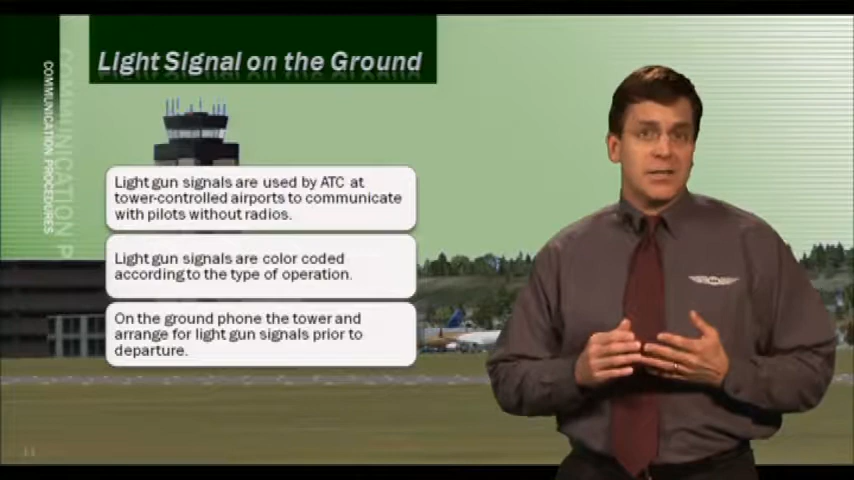 Light Signal on the Ground
COMMUNICATION PROCEDURES
COMMUNICATION P
Light gun signals are used by ATC at
tower-controlled airports to communicate
with pilots without radios.
Light gun signals are color coded
according to the type of operation.
On the ground phone the tower and
arrange for light gun signals prior to
departure.
11